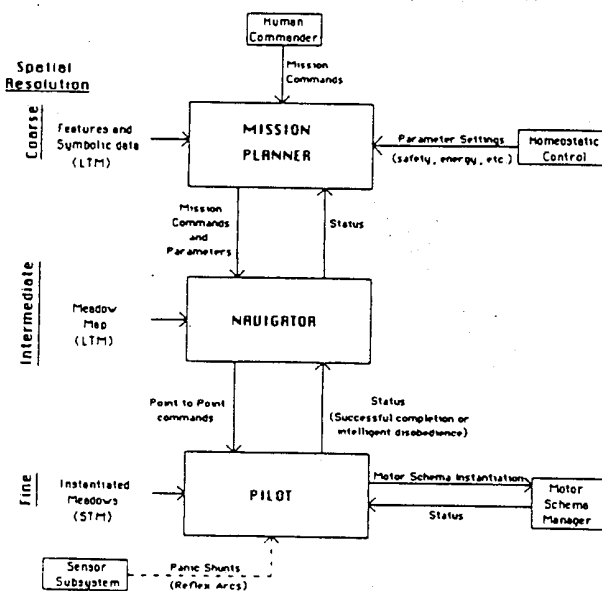 Human
Commander
Spatial
Resolution
Mission
Commands
Coarse
Features and
Symbolic data
(LTM)
MISSION
PLANNER
Parameter Settings
(safety, energy, etc.)
Homeostatic
Control
Mission
Commands
and
Parameters
Status
Intermediate
Meadow
Map
(LTM)
NAVIGATOR
Point to Point
commands
Status
(Successful completion or
intelligent disobedience)
Fine
Instantiated
Meadows
(STM)
PILOT
Motor Schema Instantiation
Status
Motor
Schema
Manager
Sensor
Subsystem
Panic Shunts
(Reflex Arcs)